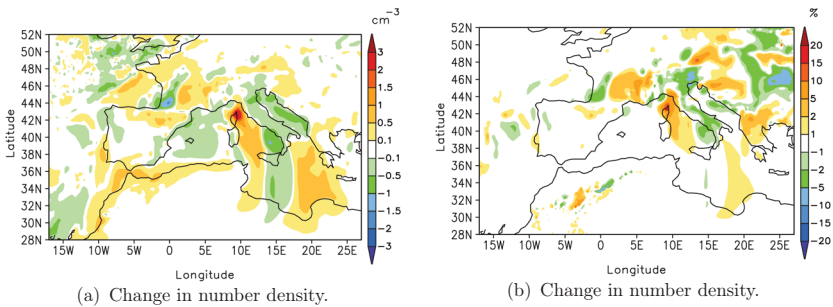 cm⁻³
52N
50N
48N
46N
44N
42N
40N
38N
36N
34N
32N
30N
28N
Latitude
15W 10W 5W 0 5E 10E 15E 20E 25E
Longitude
3
2
1.5
1
0.5
0.1
−0.1
−0.5
−1
−1.5
−2
−3
(a) Change in number density.
%
52N
50N
48N
46N
44N
42N
40N
38N
36N
34N
32N
30N
28N
Latitude
15W 10W 5W 0 5E 10E 15E 20E 25E
Longitude
20
15
10
5
2
1
−1
−2
−5
−10
−15
−20
(b) Change in number density.